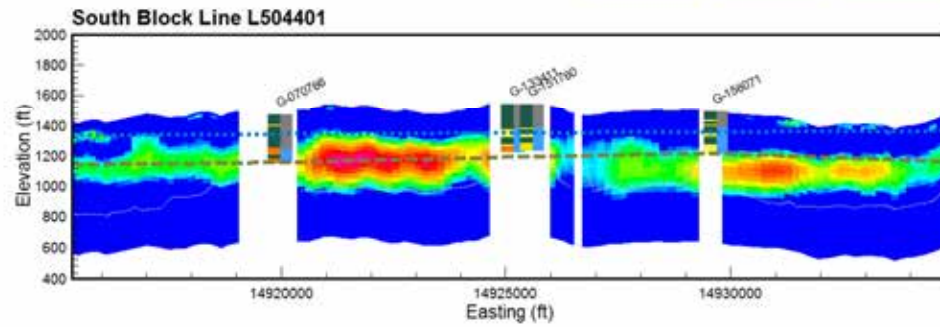 South Block Line L504401
2000
1800
1600
1400
1200
1000
800
600
400
Elevation (ft)
G-070766
G-133411
G-151760
G-156071
14920000
14925000
14930000
Easting (ft)